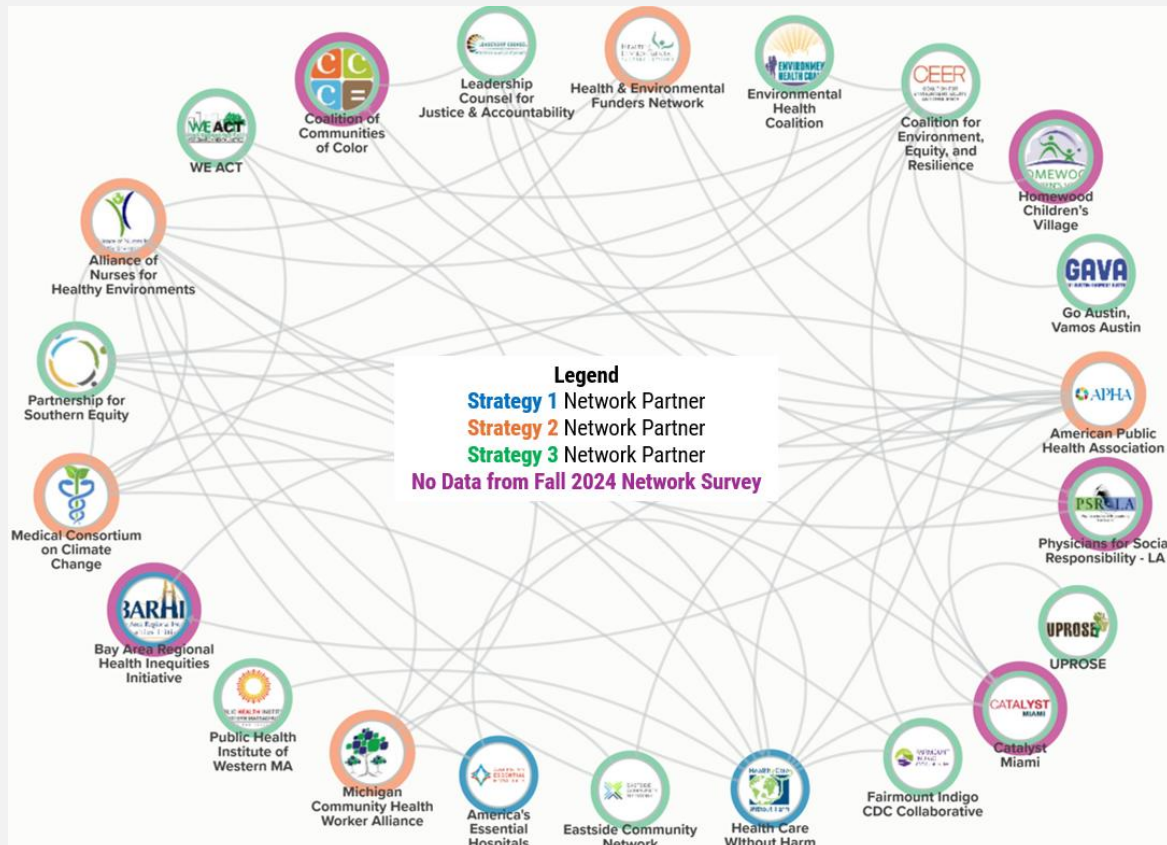 Leadership
Counsel for
Justice & Accountability
Health & Environmental
Funders Network
Environmental
Health
Coalition
CEER
Coalition for
Environment,
Equity, and
Resilience
C C
C =
Coalition of
Communities
of Color
WE ACT
WE ACT
Homewood
Children's
Village
Alliance of
Nurses for
Healthy Environments
GAVA
Go Austin,
Vamos Austin
Partnership for
Southern Equity
Legend
Strategy 1 Network Partner
Strategy 2 Network Partner
Strategy 3 Network Partner
No Data from Fall 2024 Network Survey
APHA
American Public
Health Association
Medical Consortium
on Climate
Change
PSR LA
Physicians for Social
Responsibility - LA
BARHI
Bay Area Regional
Health Inequities
Initiative
UPROSE
UPROSE
Public Health
Institute of
Western MA
CATALYST
MIAMI
Catalyst
Miami
Michigan
Community Health
Worker Alliance
America's
Essential
Hospitals
Eastside Community
Network
Health Care
WIthout Harm
Fairmount Indigo
CDC Collaborative